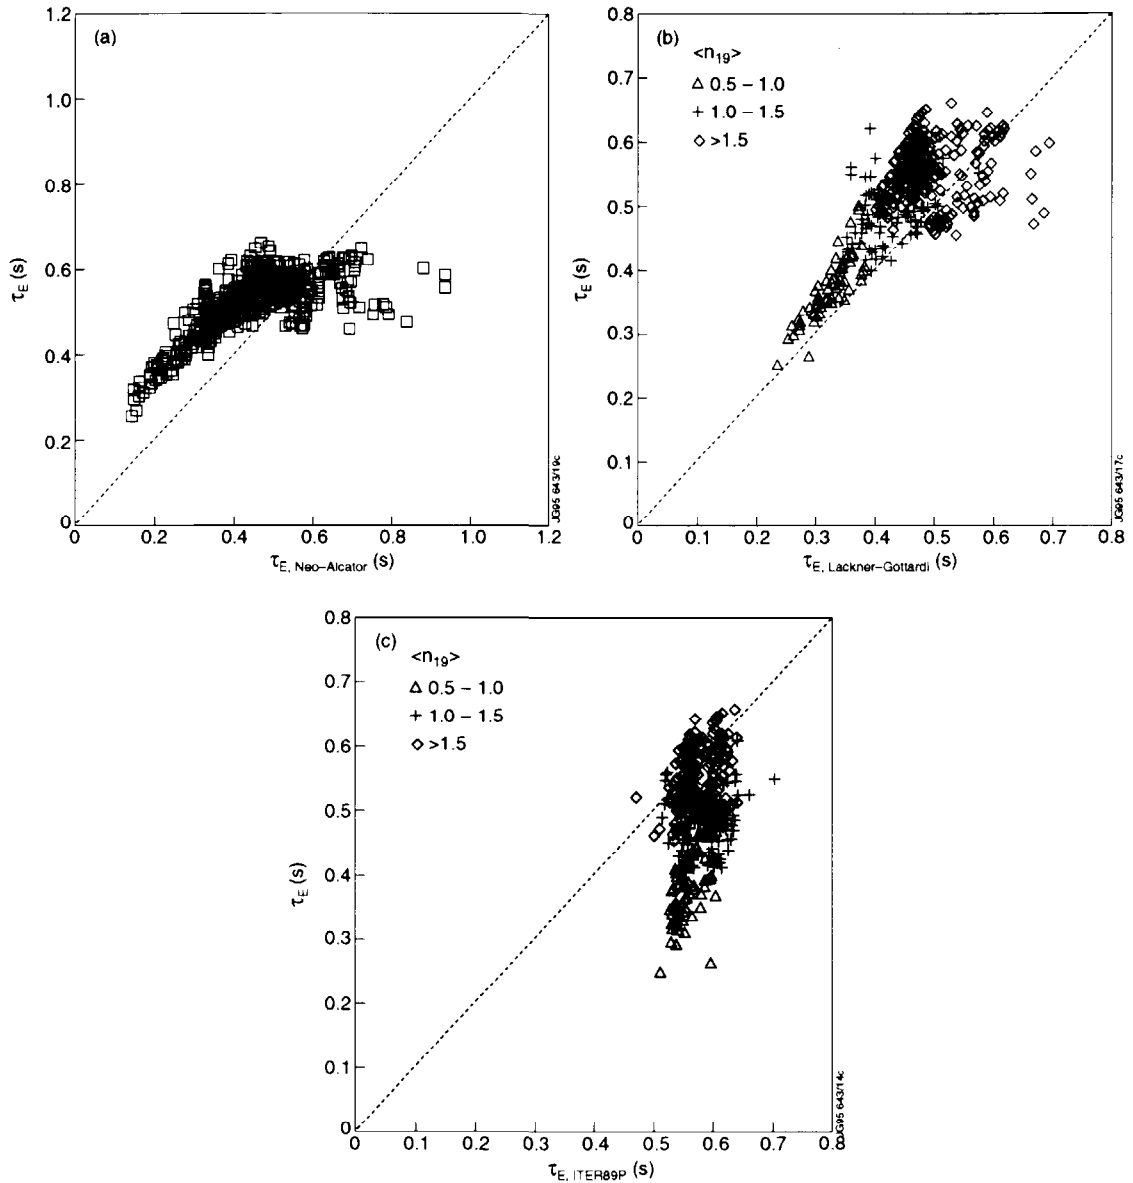 (a)
1.2
1.0
0.8
0.6
0.4
0.2
0
τE (s)
0 0.2 0.4 0.6 0.8 1.0 1.2
τE, Neo–Alcator (s)
JG95 643/19c
(b)
<n19>
△ 0.5 – 1.0
+ 1.0 – 1.5
◇ >1.5
0.8
0.7
0.6
0.5
0.4
0.3
0.2
0.1
0
τE (s)
0 0.1 0.2 0.3 0.4 0.5 0.6 0.7 0.8
τE, Lackner–Gottardi (s)
JG95 643/17c
(c)
<n19>
△ 0.5 – 1.0
+ 1.0 – 1.5
◇ >1.5
0.8
0.7
0.6
0.5
0.4
0.3
0.2
0.1
0
τE (s)
0 0.1 0.2 0.3 0.4 0.5 0.6 0.7 0.8
τE, ITER89P (s)
JG95 643/14c